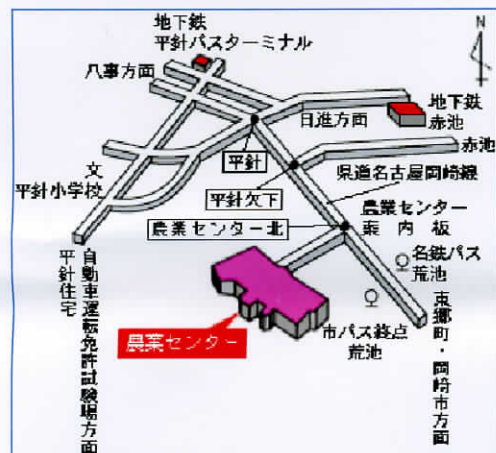 地下鉄
平針バスターミナル
八事方面
地下鉄
赤池
日進方面
平針
赤池
文
平針小学校
県道名古屋岡崎線
平針欠下
農業センター
案内板
農業センター北
名鉄バス
荒池
市バス終点
荒池
農業センター
自動車運転免許試験場方面
平針住宅
東郷町・岡崎市方面
N